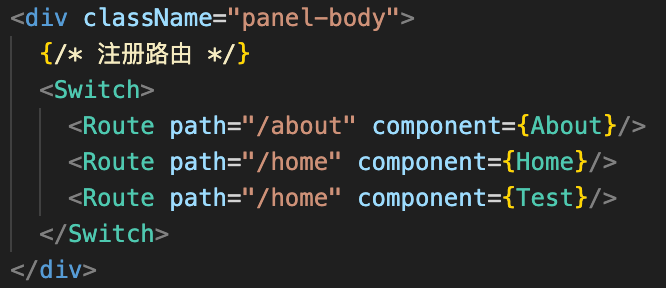 <div className="panel-body">
{/* 注册路由 */}
<Switch>
<Route path="/about" component={About}/>
<Route path="/home" component={Home}/>
<Route path="/home" component={Test}/>
</Switch>
</div>